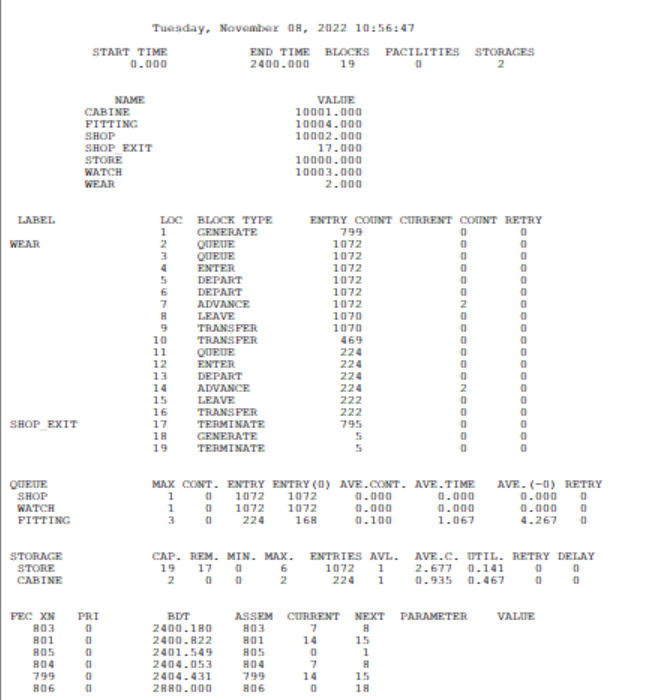 Tuesday, November 08, 2022 10:56:47
START TIME END TIME BLOCKS FACILITIES STORAGES
0.000 2400.000 19 0 2
NAME VALUE
CABINE 10001.000
FITTING 10004.000
SHOP 10002.000
SHOP_EXIT 17.000
STORE 10000.000
WATCH 10003.000
WEAR 2.000
LABEL LOC BLOCK TYPE ENTRY COUNT CURRENT COUNT RETRY
1 GENERATE 799 0 0
WEAR 2 QUEUE 1072 0 0
3 QUEUE 1072 0 0
4 ENTER 1072 0 0
5 DEPART 1072 0 0
6 DEPART 1072 0 0
7 ADVANCE 1072 2 0
8 LEAVE 1070 0 0
9 TRANSFER 1070 0 0
10 TRANSFER 469 0 0
11 QUEUE 224 0 0
12 ENTER 224 0 0
13 DEPART 224 0 0
14 ADVANCE 224 2 0
15 LEAVE 222 0 0
16 TRANSFER 222 0 0
SHOP_EXIT 17 TERMINATE 795 0 0
18 GENERATE 5 0 0
19 TERMINATE 5 0 0
QUEUE MAX CONT. ENTRY ENTRY(0) AVE.CONT. AVE.TIME AVE.(-0) RETRY
SHOP 1 0 1072 1072 0.000 0.000 0.000 0
WATCH 1 0 1072 1072 0.000 0.000 0.000 0
FITTING 3 0 224 168 0.100 1.067 4.267 0
STORAGE CAP. REM. MIN. MAX. ENTRIES AVL. AVE.C. UTIL. RETRY DELAY
STORE 19 17 0 6 1072 1 2.677 0.141 0 0
CABINE 2 0 0 2 224 1 0.935 0.467 0 0
FEC XN PRI BDT ASSEM CURRENT NEXT PARAMETER VALUE
803 0 2400.180 803 7 8
801 0 2400.822 801 14 15
805 0 2401.549 805 0 1
804 0 2404.053 804 7 8
799 0 2404.431 799 14 15
806 0 2880.000 806 0 18